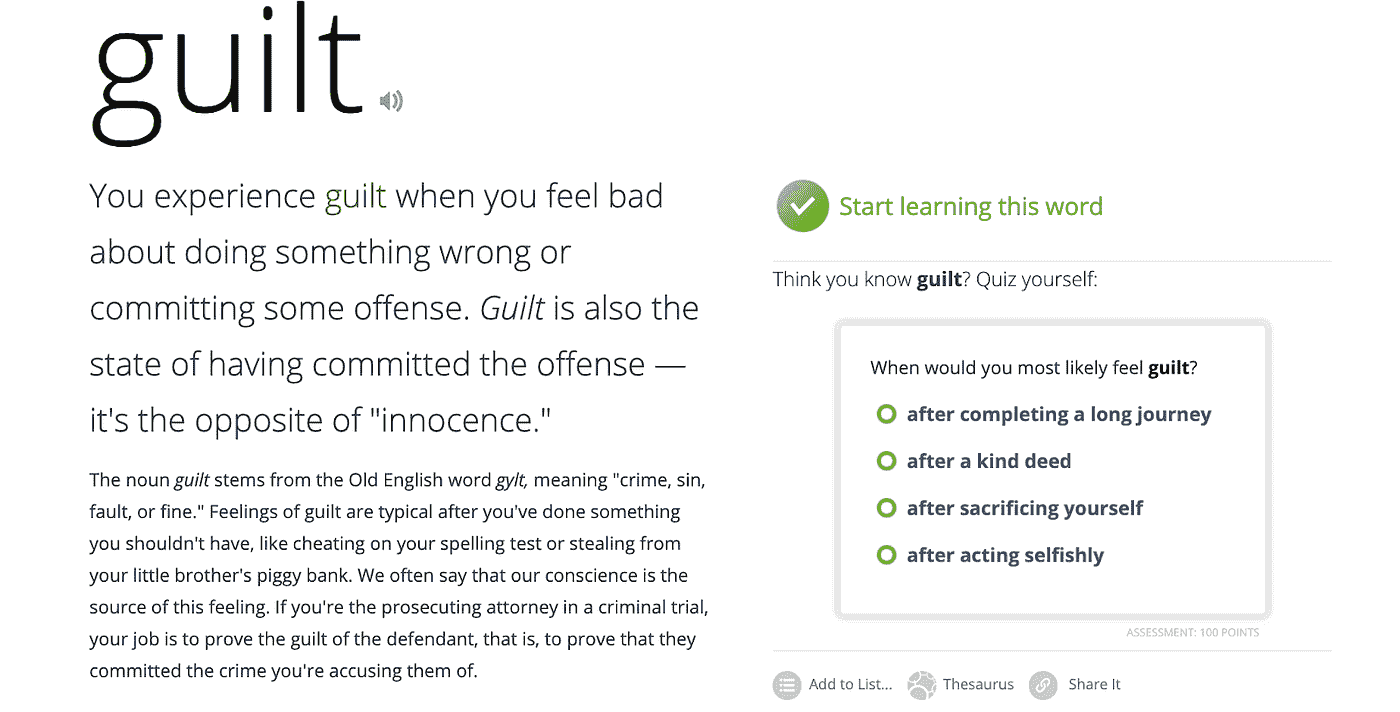 guilt
You experience guilt when you feel bad
about doing something wrong or
committing some offense. Guilt is also the
state of having committed the offense —
it's the opposite of "innocence."
The noun guilt stems from the Old English word gylt, meaning "crime, sin,
fault, or fine." Feelings of guilt are typical after you've done something
you shouldn't have, like cheating on your spelling test or stealing from
your little brother's piggy bank. We often say that our conscience is the
source of this feeling. If you're the prosecuting attorney in a criminal trial,
your job is to prove the guilt of the defendant, that is, to prove that they
committed the crime you're accusing them of.
Start learning this word
Think you know guilt? Quiz yourself:
When would you most likely feel guilt?
after completing a long journey
after a kind deed
after sacrificing yourself
after acting selfishly
ASSESSMENT: 100 POINTS
Add to List... Thesaurus Share It